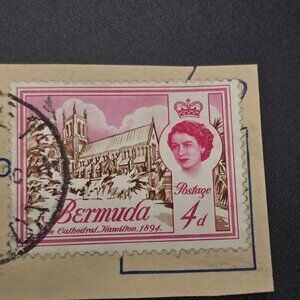 Postage
Bermuda
4d
The Cathedral, Hamilton, 1894.